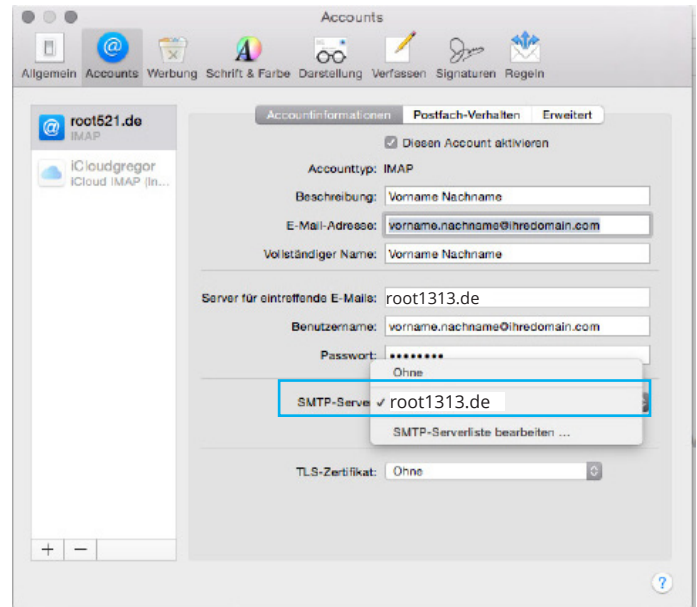 Accounts
Allgemein Accounts Werbung Schrift & Farbe Darstellung Verfassen Signaturen Regeln
root521.de
IMAP
iCloudgregor
iCloud IMAP (In...
Accountinformationen Postfach-Verhalten Erweitert
Diesen Account aktivieren
Accounttyp: IMAP
Beschreibung: Vorname Nachname
E-Mail-Adresse: vorname.nachname@ihredomain.com
Vollständiger Name: Vorname Nachname
Server für eintreffende E-Mails: root1313.de
Benutzername: vorname.nachname@ihredomain.com
Passwort: ••••••••
Ohne
SMTP-Serve ✓ root1313.de
SMTP-Serverliste bearbeiten ...
TLS-Zertifikat: Ohne
+ −
?